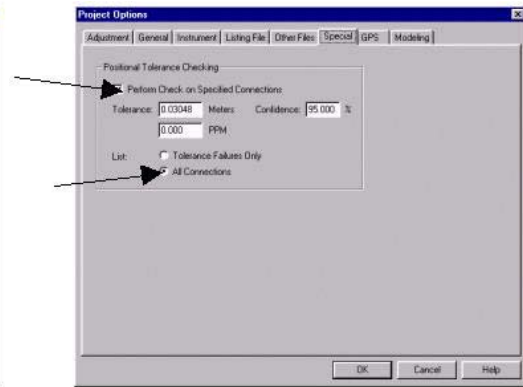 Project Options
Adjustment General Instrument Listing File Other Files Special GPS Modeling
Positional Tolerance Checking
Perform Check on Specified Connections
Tolerance: 0.03048 Meters Confidence: 95.000 %
0.000 PPM
List: Tolerance Failures Only
All Connections
OK Cancel Help